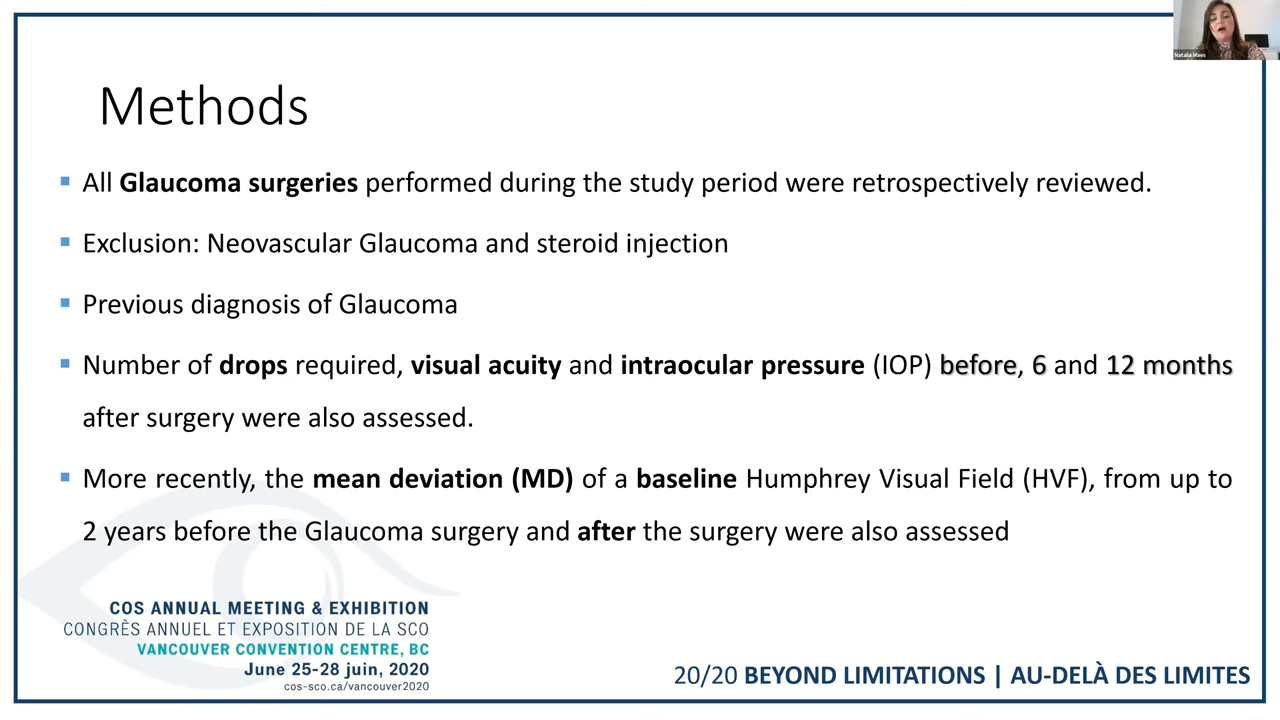 Natalia Maes
Methods
All Glaucoma surgeries performed during the study period were retrospectively reviewed.
Exclusion: Neovascular Glaucoma and steroid injection
Previous diagnosis of Glaucoma
Number of drops required, visual acuity and intraocular pressure (IOP) before, 6 and 12 months
after surgery were also assessed.
More recently, the mean deviation (MD) of a baseline Humphrey Visual Field (HVF), from up to
2 years before the Glaucoma surgery and after the surgery were also assessed
COS ANNUAL MEETING & EXHIBITION
CONGRÈS ANNUEL ET EXPOSITION DE LA SCO
VANCOUVER CONVENTION CENTRE, BC
June 25-28 juin, 2020
cos-sco.ca/vancouver2020
20/20 BEYOND LIMITATIONS | AU-DELÀ DES LIMITES